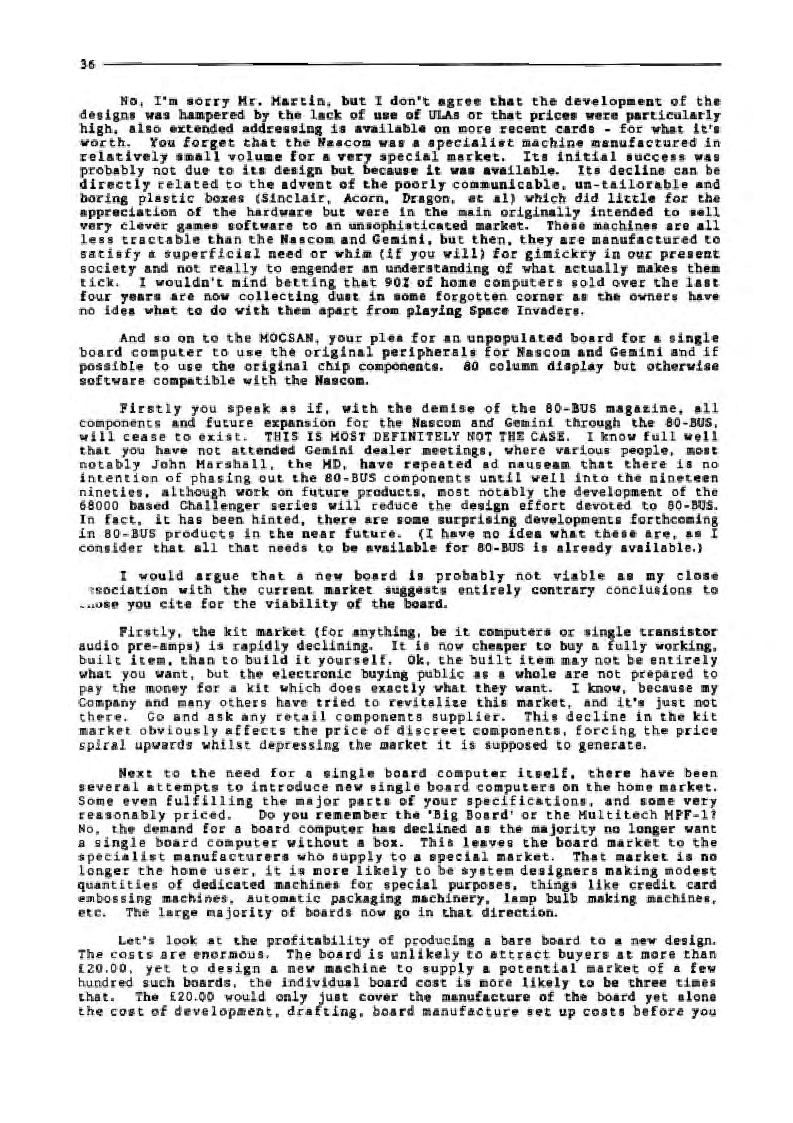 36
No, I'm sorry Mr. Martin, but I don't agree that the development of the
designs was hampered by the lack of use of ULAs or that prices were particularly
high, also extended addressing is available on more recent cards - for what it's
worth. You forget that the Nascom was a specialist machine manufactured in
relatively small volume for a very special market. Its initial success was
probably not due to its design but because it was available. Its decline can be
directly related to the advent of the poorly communicable, un-tailorable and
boring plastic boxes (Sinclair, Acorn, Dragon, et al) which did little for the
appreciation of the hardware but were in the main originally intended to sell
very clever games software to an unsophisticated market. These machines are all
less tractable than the Nascom and Gemini, but then, they are manufactured to
satisfy a superficial need or whim (if you will) for gimickry in our present
society and not really to engender an understanding of what actually makes them
tick. I wouldn't mind betting that 90% of home computers sold over the last
four years are now collecting dust in some forgotten corner as the owners have
no idea what to do with them apart from playing Space Invaders.
And so on to the MOCSAN, your plea for an unpopulated board for a single
board computer to use the original peripherals for Nascom and Gemini and if
possible to use the original chip components. 80 column display but otherwise
software compatible with the Nascom.
Firstly you speak as if, with the demise of the 80-BUS magazine, all
components and future expansion for the Nascom and Gemini through the 80-BUS,
will cease to exist. THIS IS MOST DEFINITELY NOT THE CASE. I know full well
that you have not attended Gemini dealer meetings, where various people, most
notably John Marshall, the MD, have repeated ad nauseam that there is no
intention of phasing out the 80-BUS components until well into the nineteen
nineties, although work on future products, most notably the development of the
68000 based Challenger series will reduce the design effort devoted to 80-BUS.
In fact, it has been hinted, there are some surprising developments forthcoming
in 80-BUS products in the near future. (I have no idea what these are, as I
consider that all that needs to be available for 80-BUS is already available.)
I would argue that a new board is probably not viable as my close
sociation with the current market suggests entirely contrary conclusions to
ose you cite for the viability of the board.
Firstly, the kit market (for anything, be it computers or single transistor
audio pre-amps) is rapidly declining. It is now cheaper to buy a fully working,
built item, than to build it yourself. Ok, the built item may not be entirely
what you want, but the electronic buying public as a whole are not prepared to
pay the money for a kit which does exactly what they want. I know, because my
Company and many others have tried to revitalize this market, and it's just not
there. Go and ask any retail components supplier. This decline in the kit
market obviously affects the price of discreet components, forcing the price
spiral upwards whilst depressing the market it is supposed to generate.
Next to the need for a single board computer itself, there have been
several attempts to introduce new single board computers on the home market.
Some even fulfilling the major parts of your specifications, and some very
reasonably priced. Do you remember the 'Big Board' or the Multitech MPF-1?
No, the demand for a board computer has declined as the majority no longer want
a single board computer without a box. This leaves the board market to the
specialist manufacturers who supply to a special market. That market is no
longer the home user, it is more likely to be system designers making modest
quantities of dedicated machines for special purposes, things like credit card
embossing machines, automatic packaging machinery, lamp bulb making machines,
etc. The large majority of boards now go in that direction.
Let's look at the profitability of producing a bare board to a new design.
The costs are enormous. The board is unlikely to attract buyers at more than
£20.00, yet to design a new machine to supply a potential market of a few
hundred such boards, the individual board cost is more likely to be three times
that. The £20.00 would only just cover the manufacture of the board yet alone
the cost of development, drafting, board manufacture set up costs before you